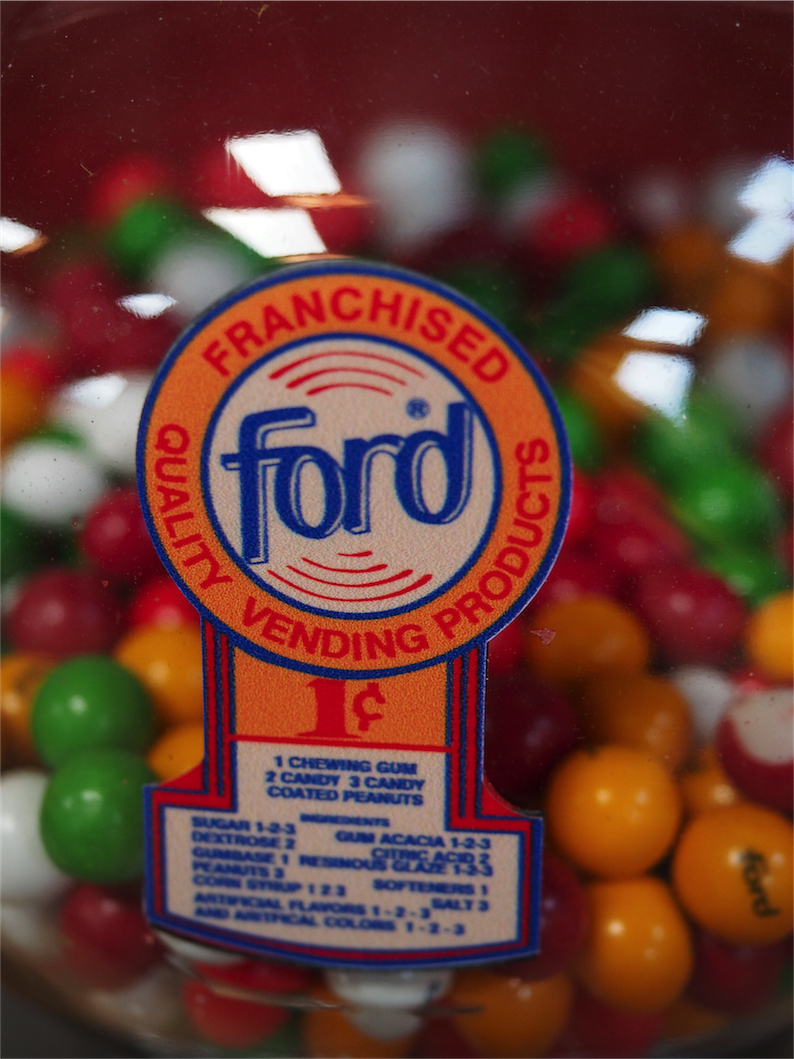 FRANCHISED
ford®
QUALITY VENDING PRODUCTS
1¢
1 CHEWING GUM
2 CANDY 3 CANDY
COATED PEANUTS
INGREDIENTS
SUGAR 1-2-3
GUM ACACIA 1-2-3
DEXTROSE 2
CITRIC ACID 2
GUMBASE 1 RESINOUS GLAZE 1-3-3
PEANUTS 3
SOFTENERS 1
CORN SYRUP 1 2 3
SALT 3
ARTIFICIAL FLAVORS 1 - 2 - 3
AND ARITFICAL COLORS 1 - 2 - 3
ford